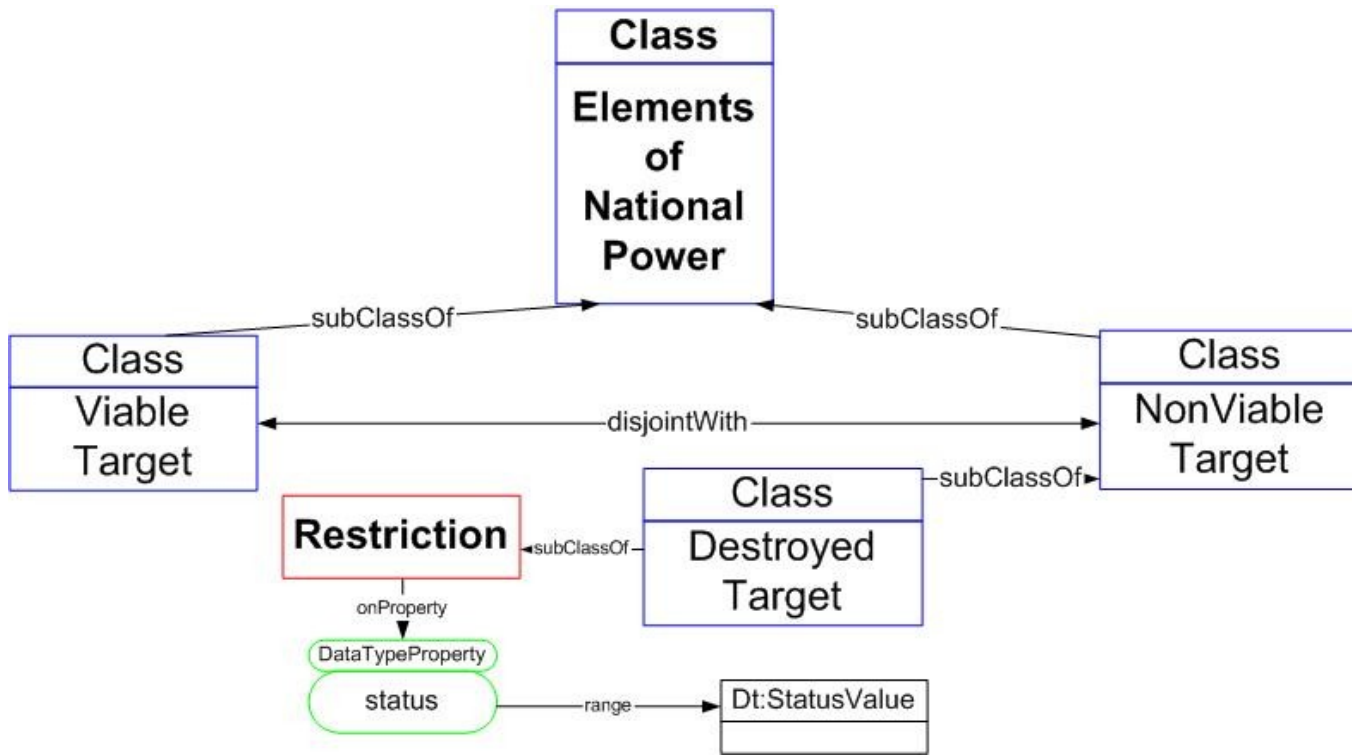 Class
Elements
of
National
Power
subClassOf
subClassOf
Class
Viable
Target
disjointWith
Class
NonViable
Target
Class
Destroyed
Target
subClassOf
subClassOf
Restriction
onProperty
DataTypeProperty
status
range
Dt:StatusValue